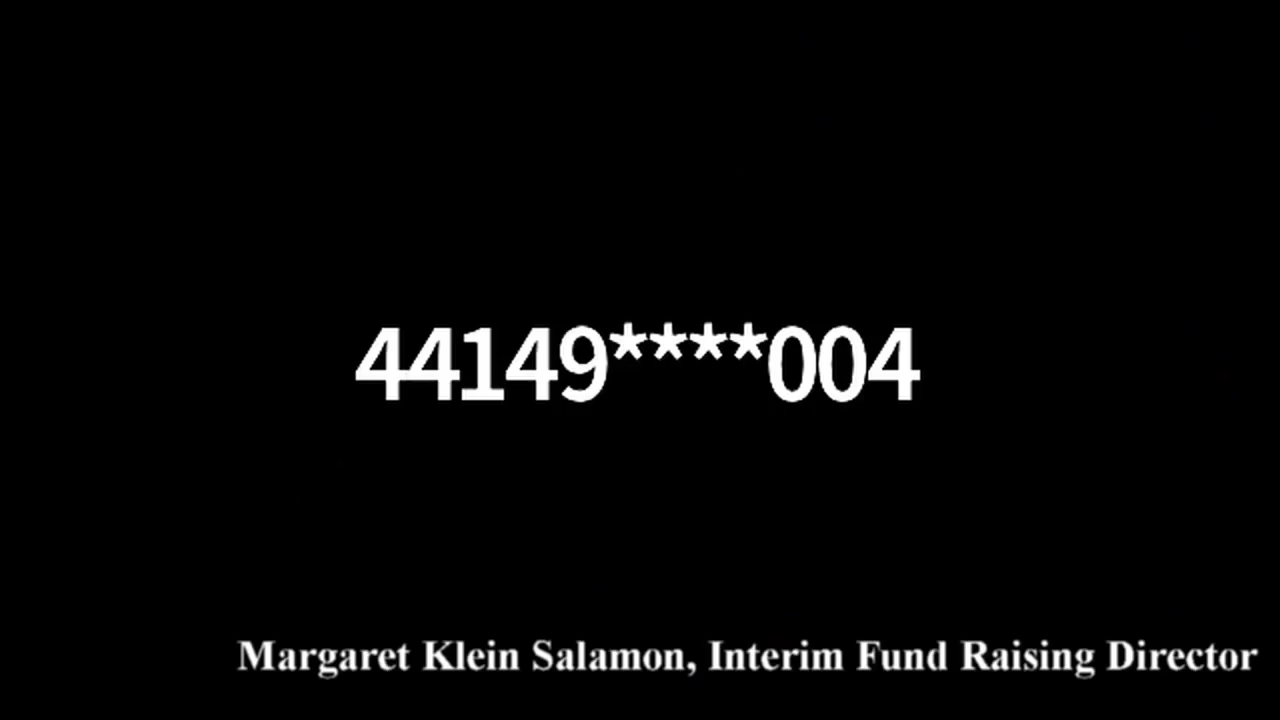 44149****004
Margaret Klein Salamon, Interim Fund Raising Director